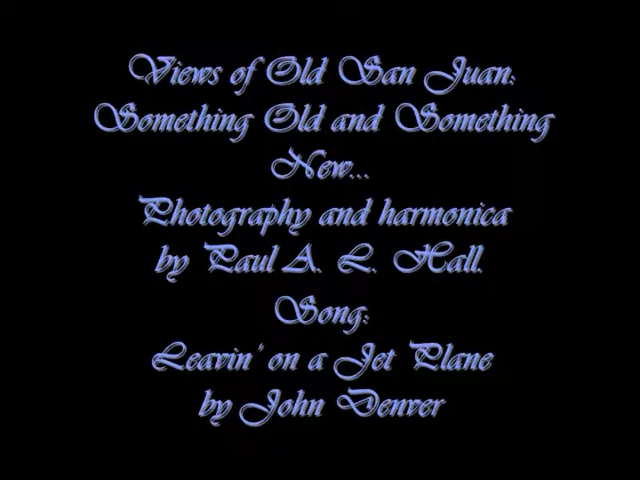 Views of Old San Juan:
Something Old and Something
New...
Photography and harmonica
by Paul A. L. Hall.
Song:
Leavin' on a Jet Plane
by John Denver